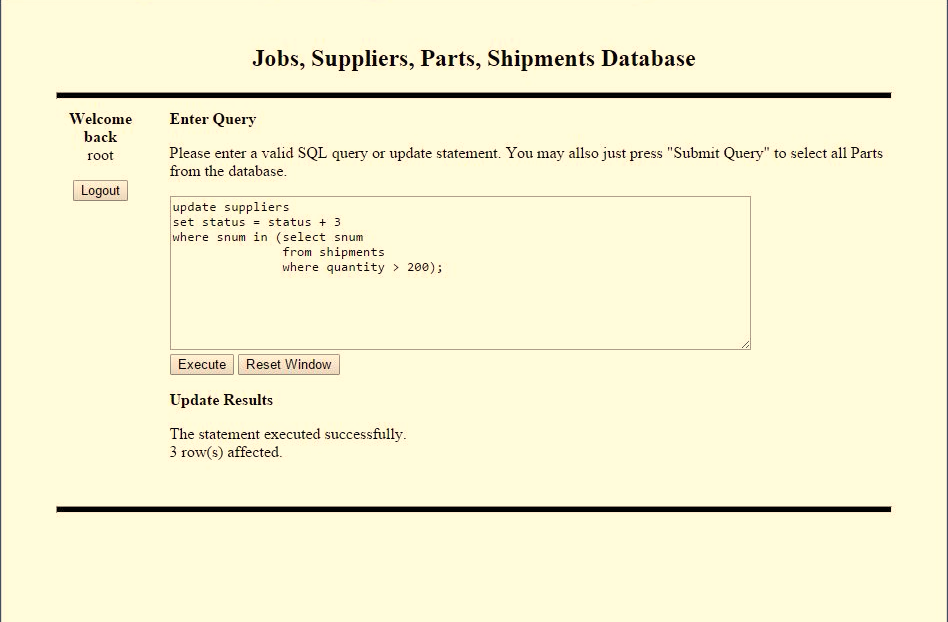 Jobs, Suppliers, Parts, Shipments Database
Welcome
back
root
Logout
Enter Query
Please enter a valid SQL query or update statement. You may allso just press "Submit Query" to select all Parts
from the database.
update suppliers
set status = status + 3
where snum in (select snum
               from shipments
               where quantity > 200);
Execute Reset Window
Update Results
The statement executed successfully.
3 row(s) affected.